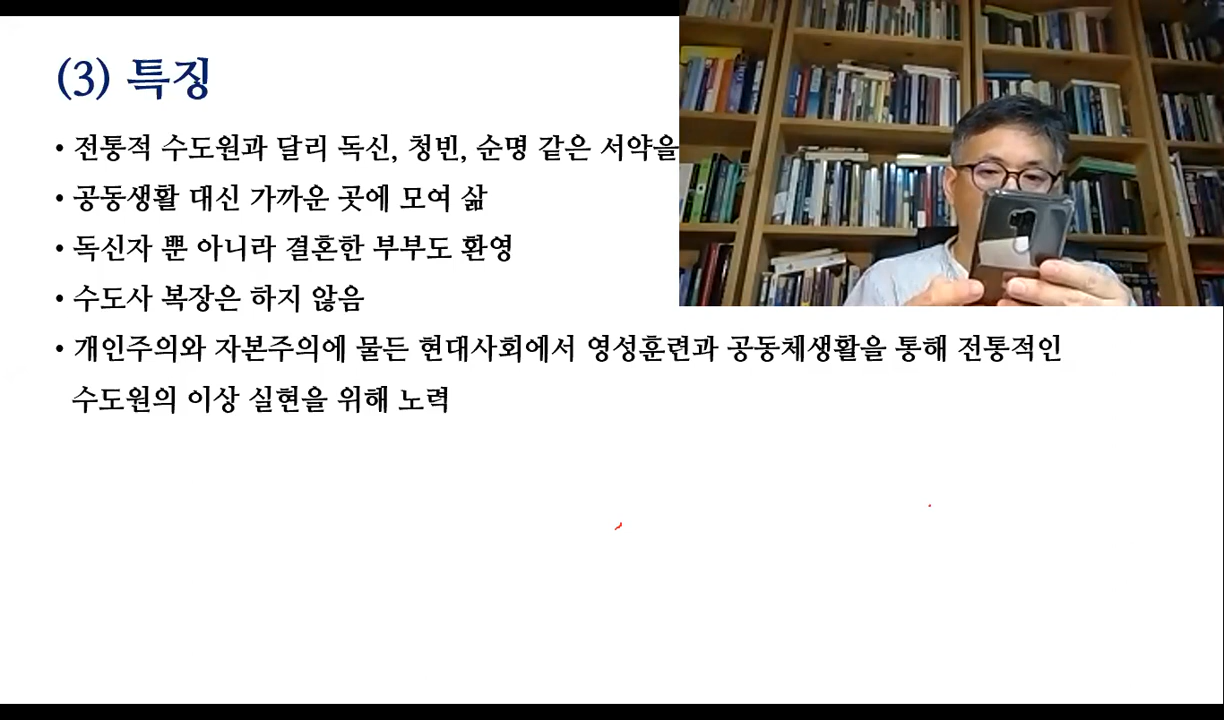 (3) 특징
• 전통적 수도원과 달리 독신, 청빈, 순명 같은 서약을
• 공동생활 대신 가까운 곳에 모여 삶
• 독신자 뿐 아니라 결혼한 부부도 환영
• 수도사 복장은 하지 않음
• 개인주의와 자본주의에 물든 현대사회에서 영성훈련과 공동체생활을 통해 전통적인
수도원의 이상 실현을 위해 노력